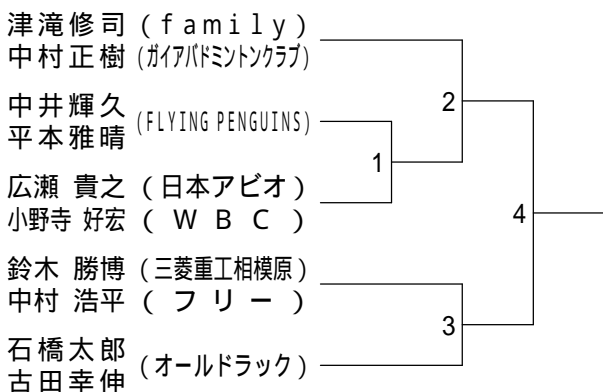 津滝修司 (family)
中村正樹 (ガイアバドミントンクラブ)
中井輝久
平本雅晴
(FLYING PENGUINS)
広瀬 貴之 (日本アビオ)
小野寺 好宏 (WBC)
鈴木 勝博 (三菱重工相模原)
中村 浩平 (フリー)
石橋太郎
古田幸伸
(オールドラック)
1
2
3
4